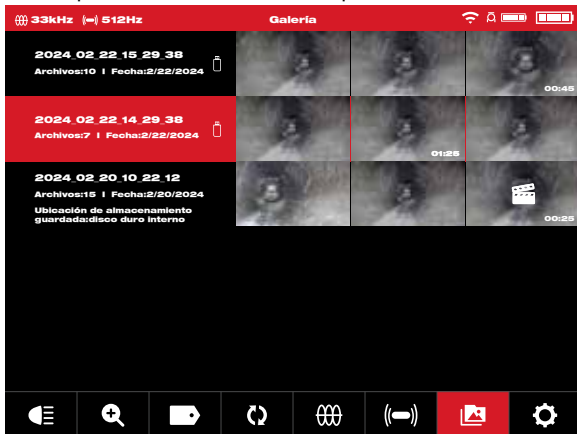 33kHz 512Hz Galería
2024_02_22_15_29_38
Archivos:10 I Fecha:2/22/2024
00:45
2024_02_22_14_29_38
Archivos:7 I Fecha:2/22/2024
01:25
2024_02_20_10_22_12
Archivos:15 I Fecha:2/20/2024
Ubicación de almacenamiento
guardada:disco duro interno
00:25